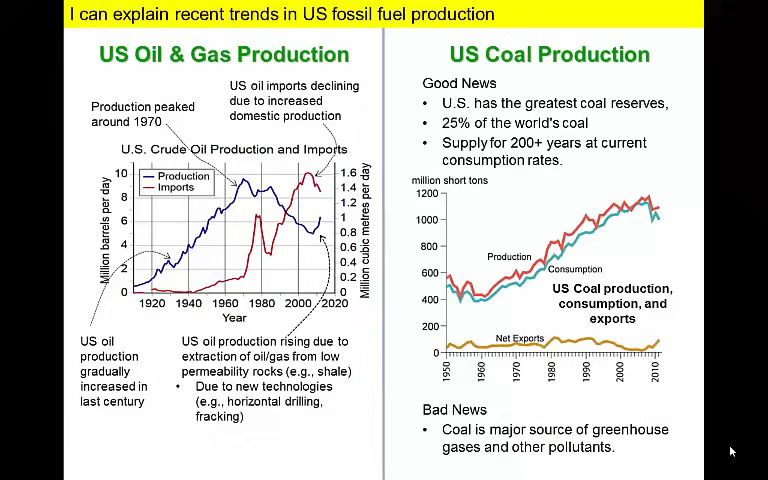 I can explain recent trends in US fossil fuel production
US Oil & Gas Production
Production peaked
around 1970
US oil imports declining
due to increased
domestic production
U.S. Crude Oil Production and Imports
Production
Imports
Million barrels per day
10
8
6
4
2
0
Million cubic metres per day
1.6
1.4
1.2
1
0.8
0.6
0.4
0.2
0
1920 1940 1960 1980 2000 2020
Year
US oil
production
gradually
increased in
last century
US oil production rising due to
extraction of oil/gas from low
permeability rocks (e.g., shale)
• Due to new technologies
(e.g., horizontal drilling,
fracking)
US Coal Production
Good News
• U.S. has the greatest coal reserves,
• 25% of the world's coal
• Supply for 200+ years at current
consumption rates.
million short tons
1200
1000
800
600
400
200
0
Production
Consumption
US Coal production,
consumption, and
exports
Net Exports
1950 1960 1970 1980 1990 2000 2010
Bad News
• Coal is major source of greenhouse
gases and other pollutants.